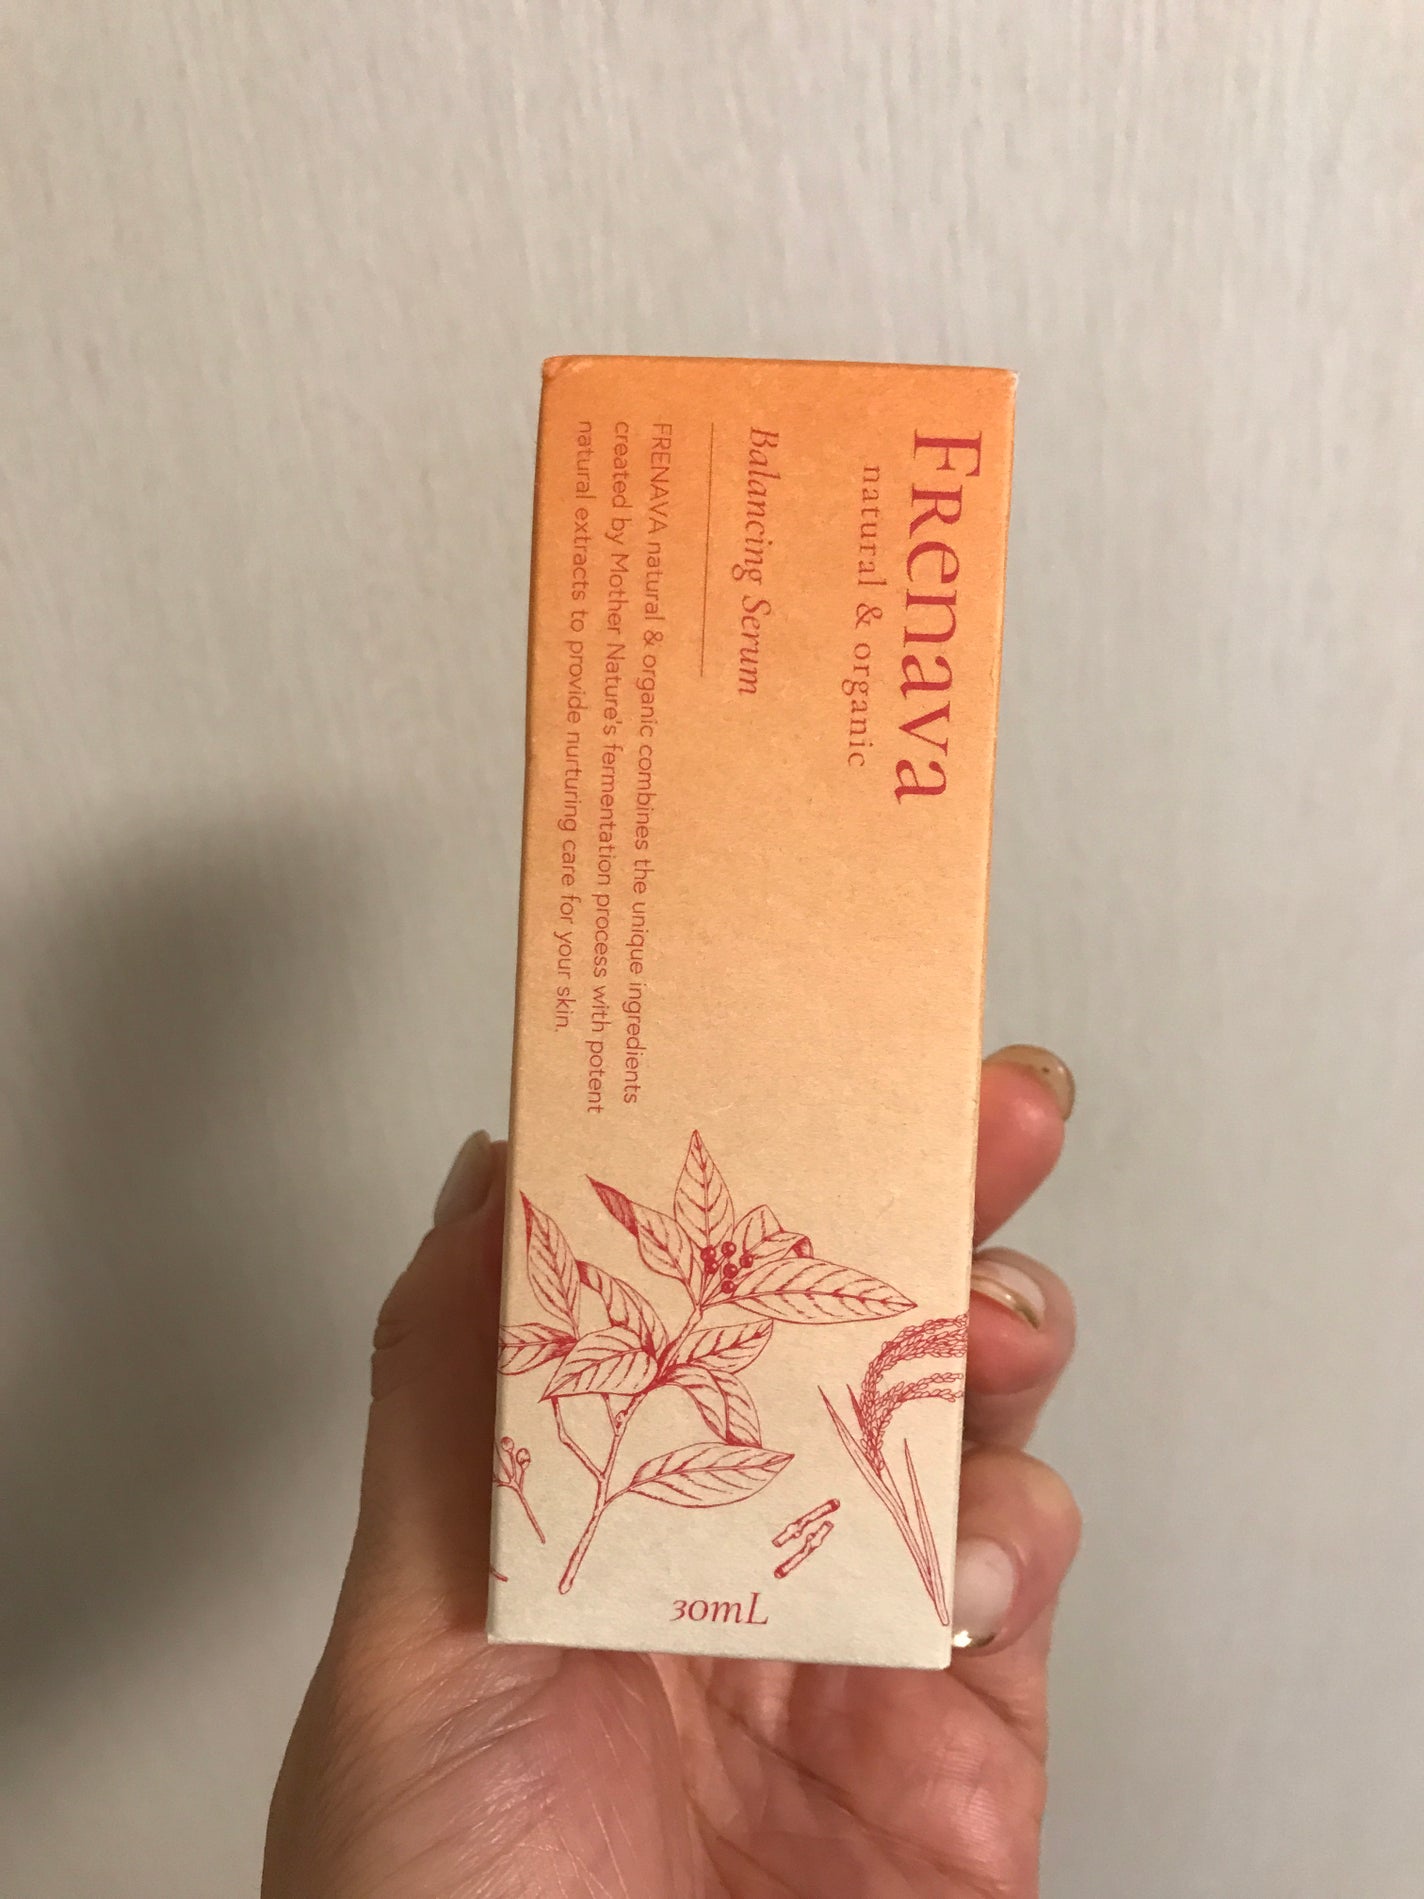 Frenava
natural & organic
Balancing Serum
FRENAVA natural & organic combines the unique ingredients
created by Mother Nature's fermentation process with potent
natural extracts to provide nurturing care for your skin.
30mL